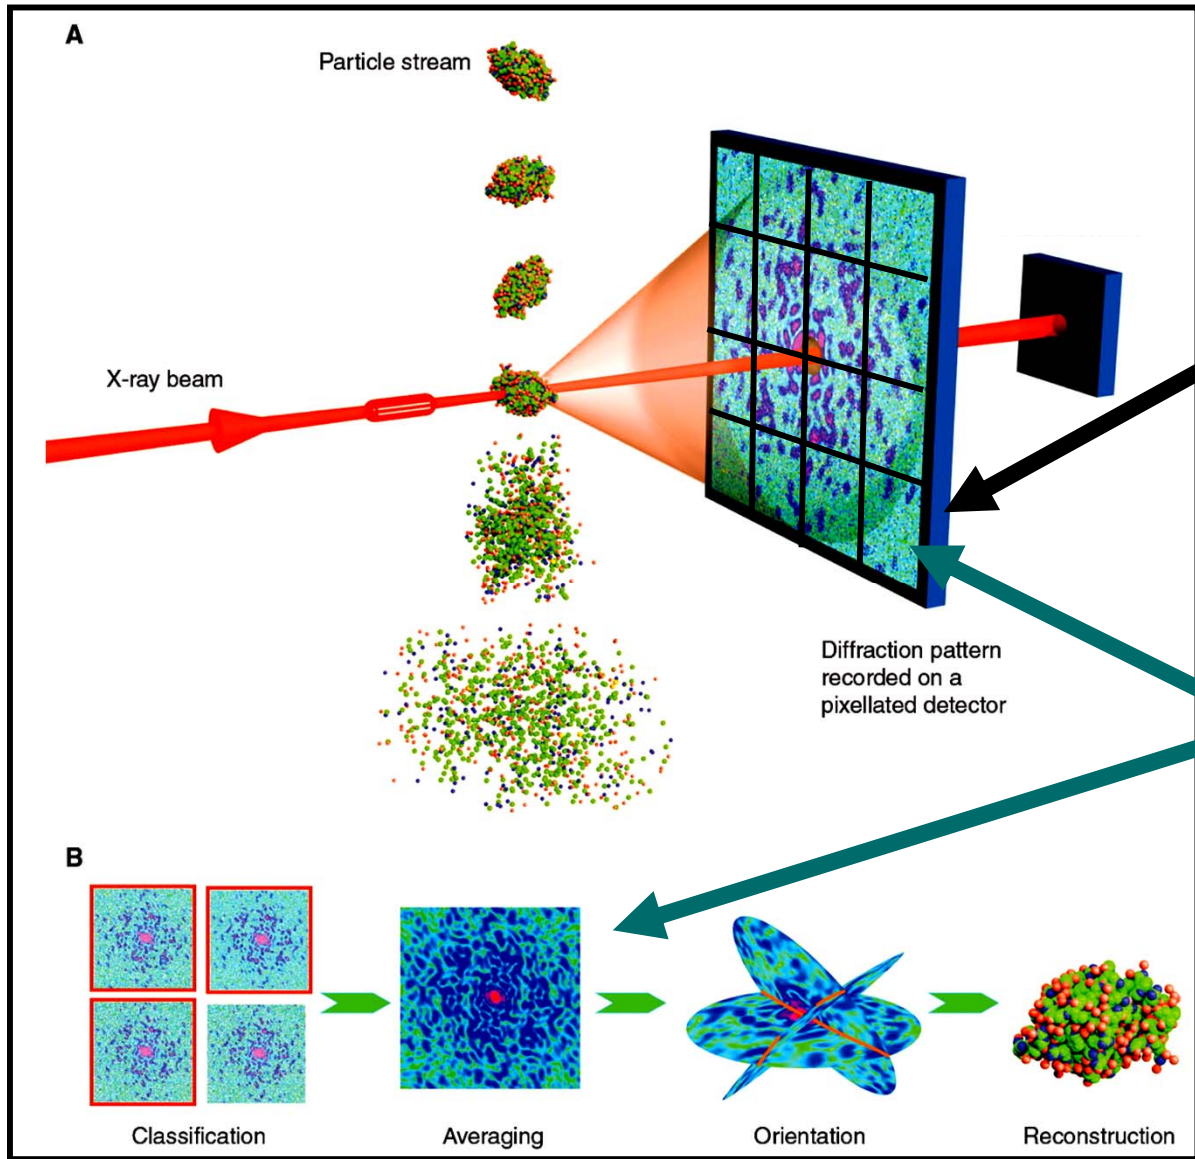 A
Particle stream
X-ray beam
Diffraction pattern
recorded on a
pixellated detector
B
Classification
Averaging
Orientation
Reconstruction